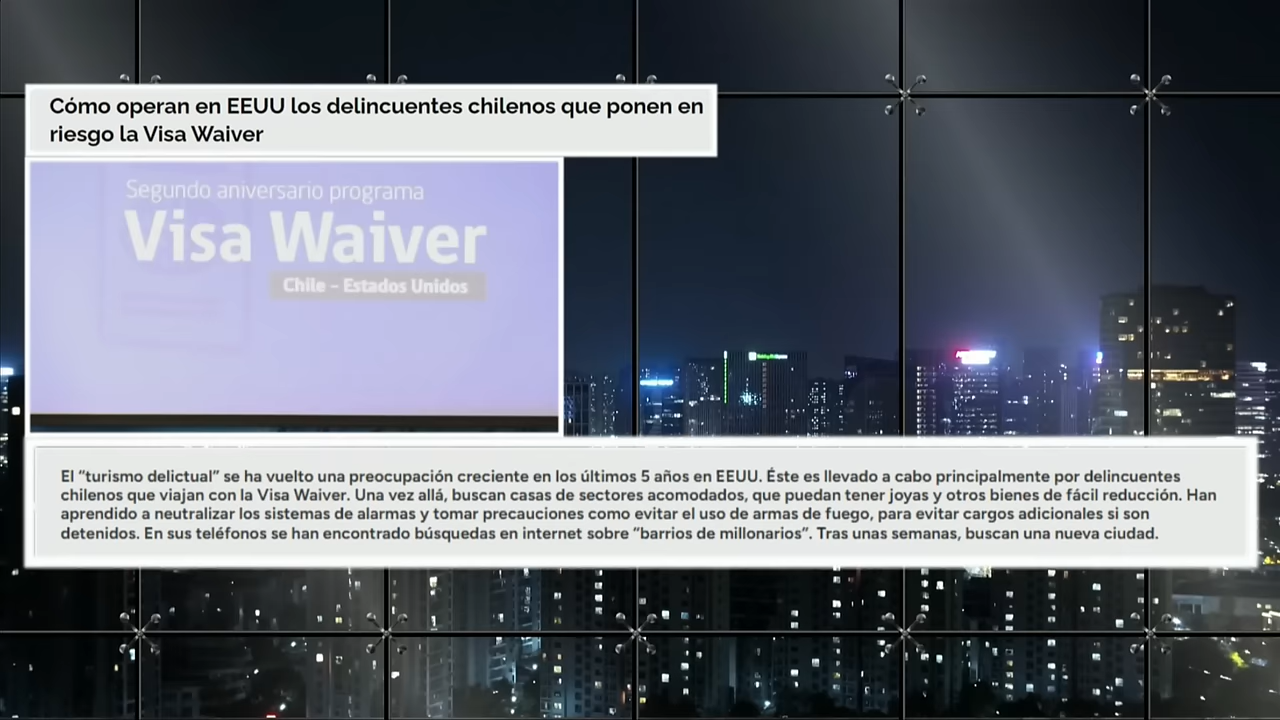 Cómo operan en EEUU los delincuentes chilenos que ponen en
riesgo la Visa Waiver
Segundo aniversario programa
Visa Waiver
Chile – Estados Unidos
El “turismo delictual” se ha vuelto una preocupación creciente en los últimos 5 años en EEUU. Éste es llevado a cabo principalmente por delincuentes
chilenos que viajan con la Visa Waiver. Una vez allá, buscan casas de sectores acomodados, que puedan tener joyas y otros bienes de fácil reducción. Han
aprendido a neutralizar los sistemas de alarmas y tomar precauciones como evitar el uso de armas de fuego, para evitar cargos adicionales si son
detenidos. En sus teléfonos se han encontrado búsquedas en internet sobre “barrios de millonarios”. Tras unas semanas, buscan una nueva ciudad.